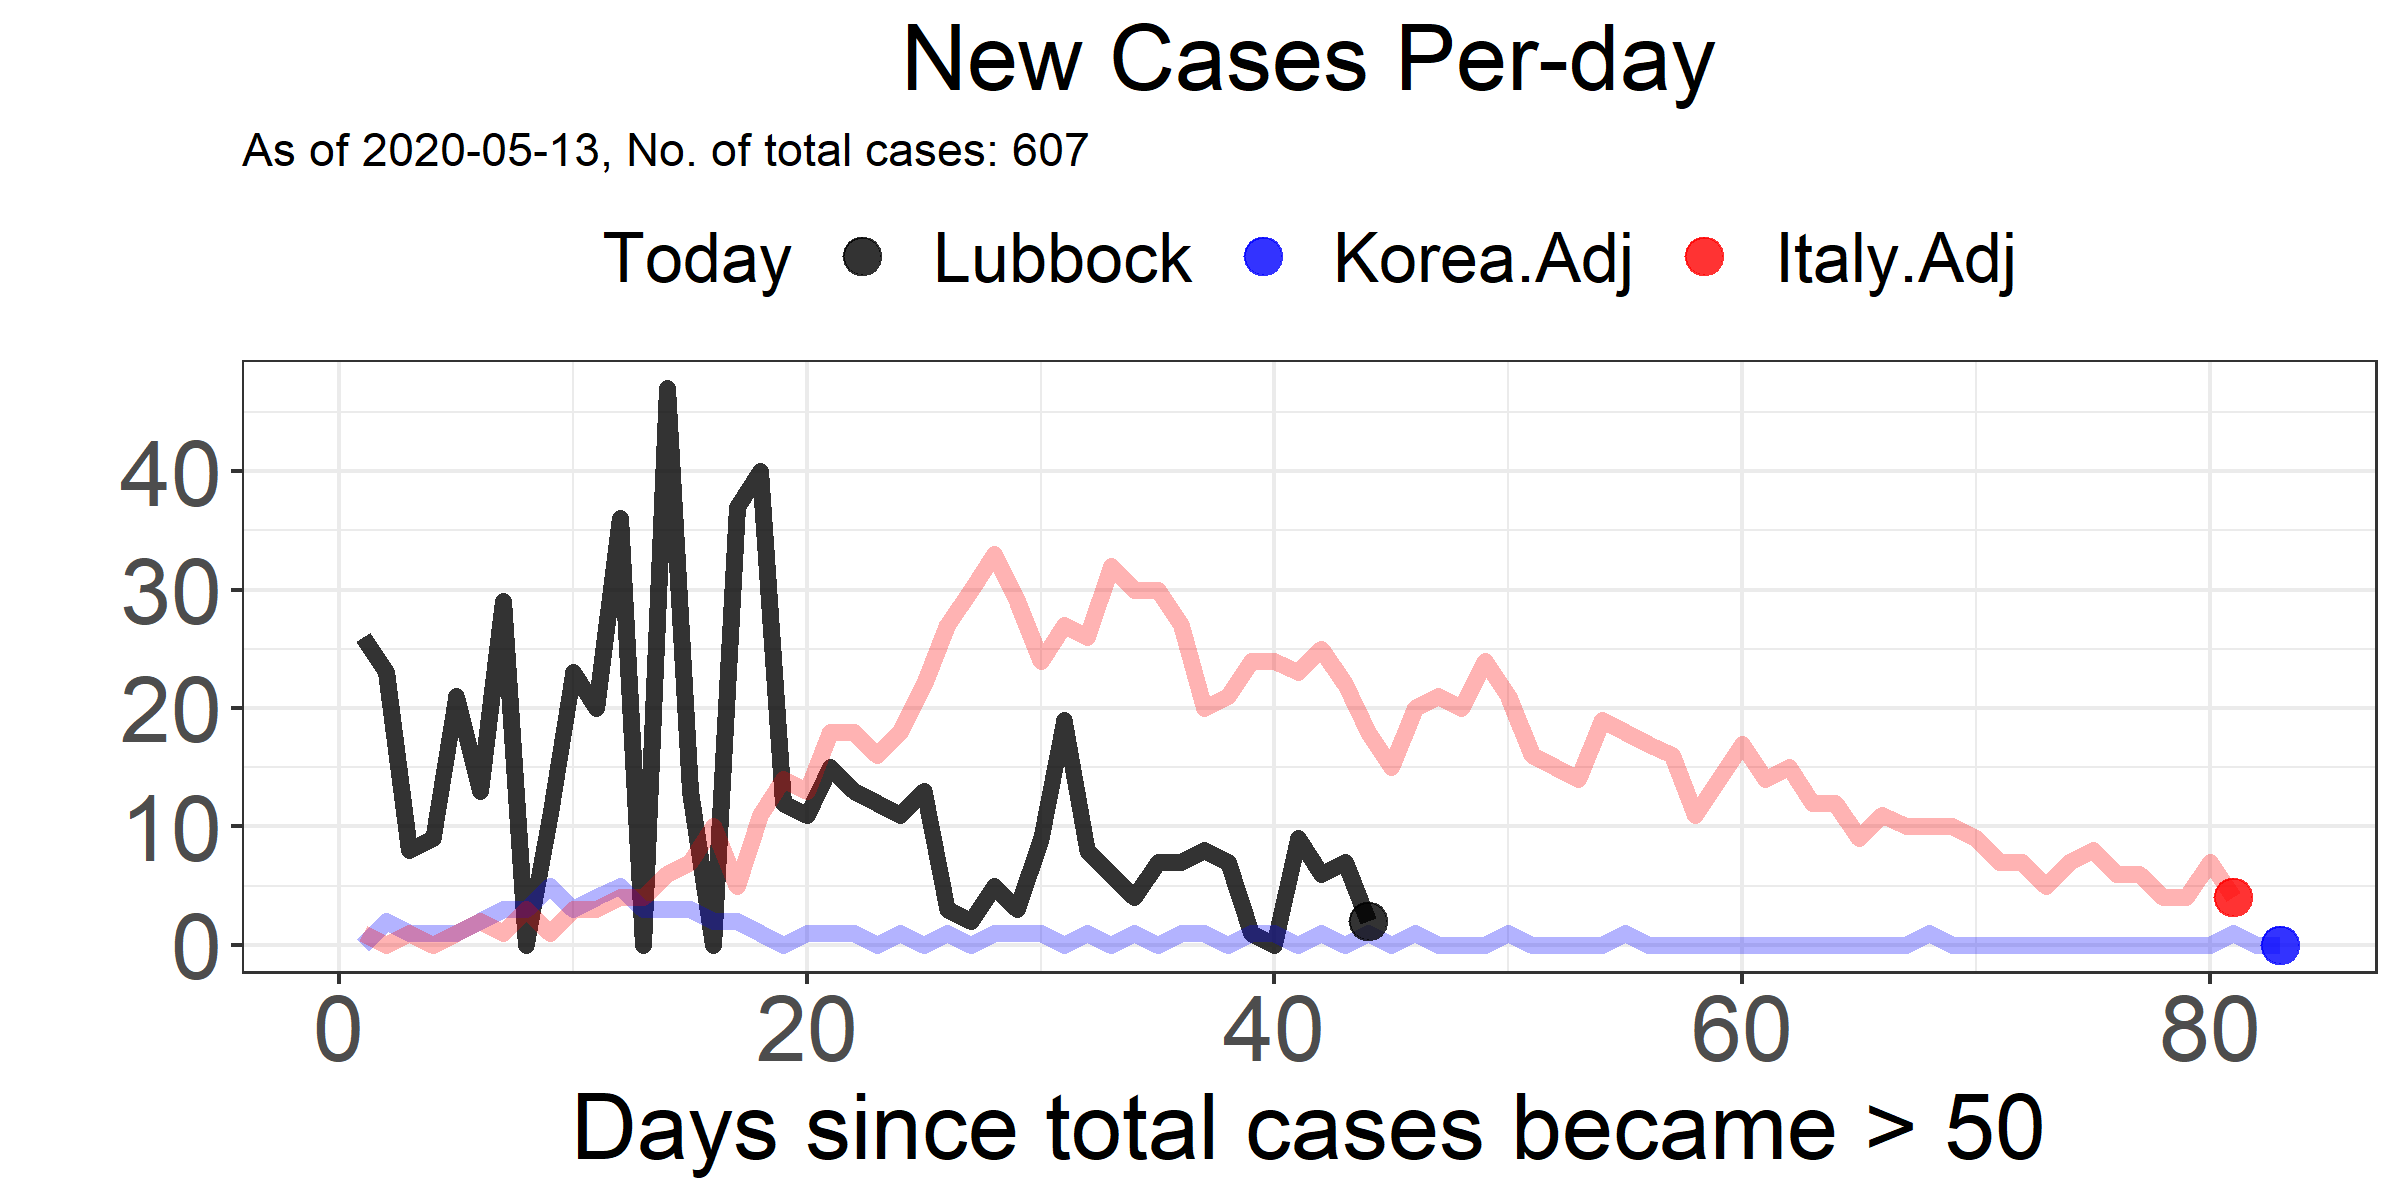 New Cases Per-day
As of 2020-05-13, No. of total cases: 607
Today Lubbock Korea.Adj Italy.Adj
40
30
20
10
0
0 20 40 60 80
Days since total cases became > 50